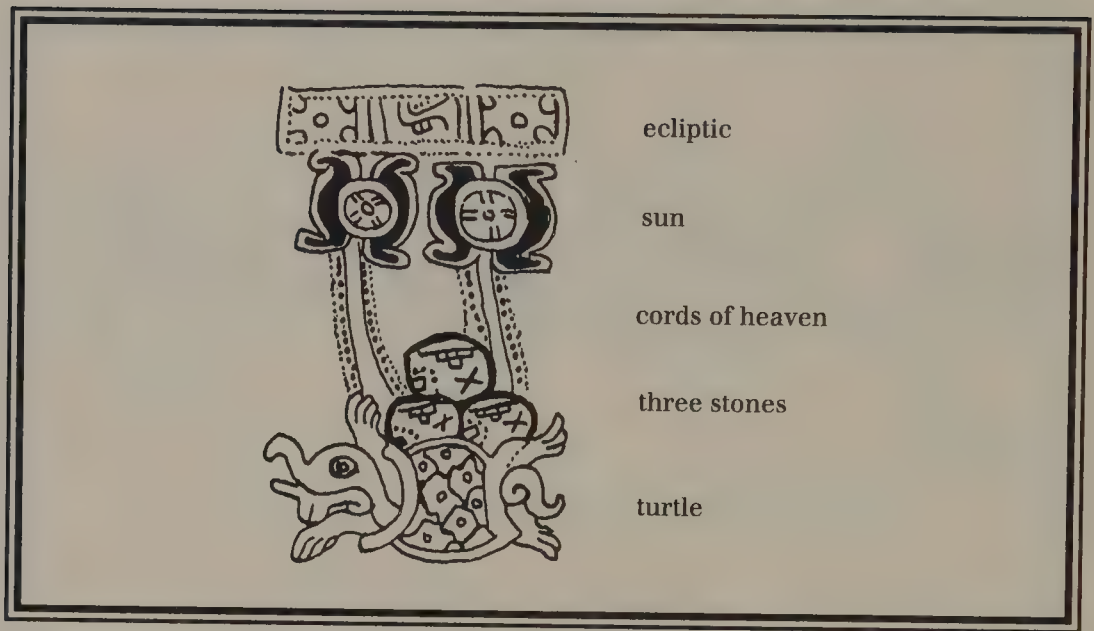 ecliptic
sun
cords of heaven
three stones
turtle